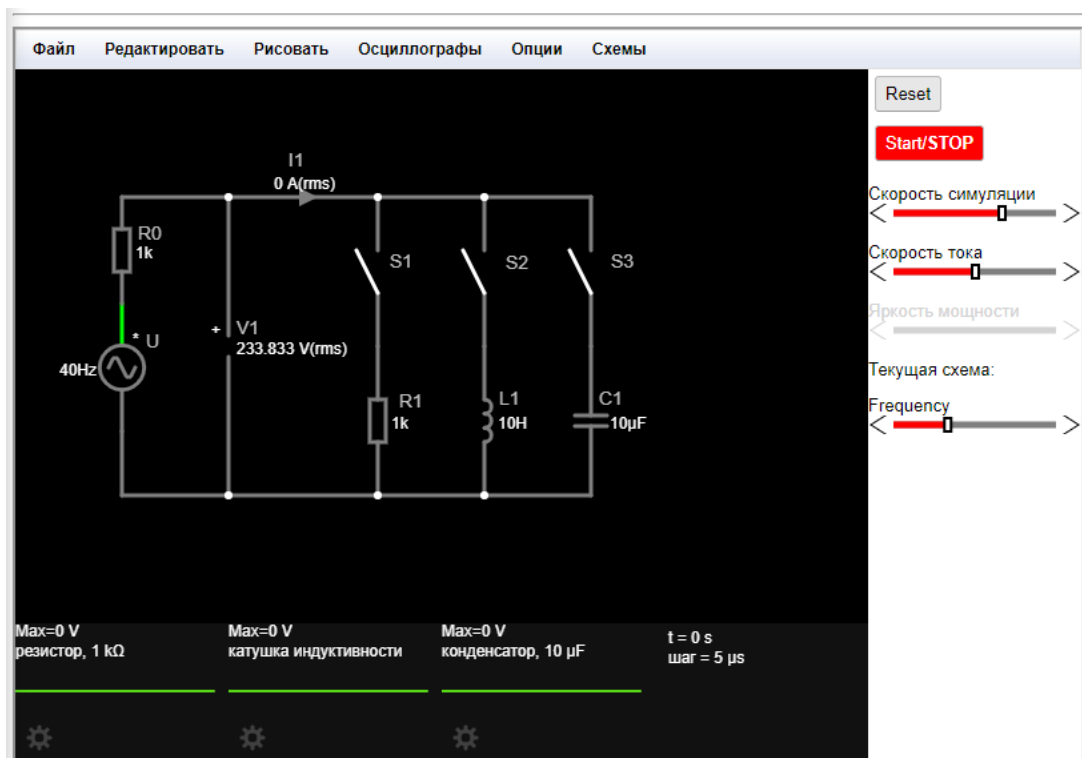 Файл Редактировать Рисовать Осциллографы Опции Схемы
Reset
Start/STOP
Скорость симуляции
Скорость тока
Яркость мощности
Текущая схема:
Frequency
I1
0 A(rms)
R0
1k
* U
40Hz
+ V1
233.833 V(rms)
S1
S2
S3
R1
1k
L1
10H
C1
10μF
Max=0 V
резистор, 1 kΩ
Max=0 V
катушка индуктивности
Max=0 V
конденсатор, 10 μF
t = 0 s
шаг = 5 μs